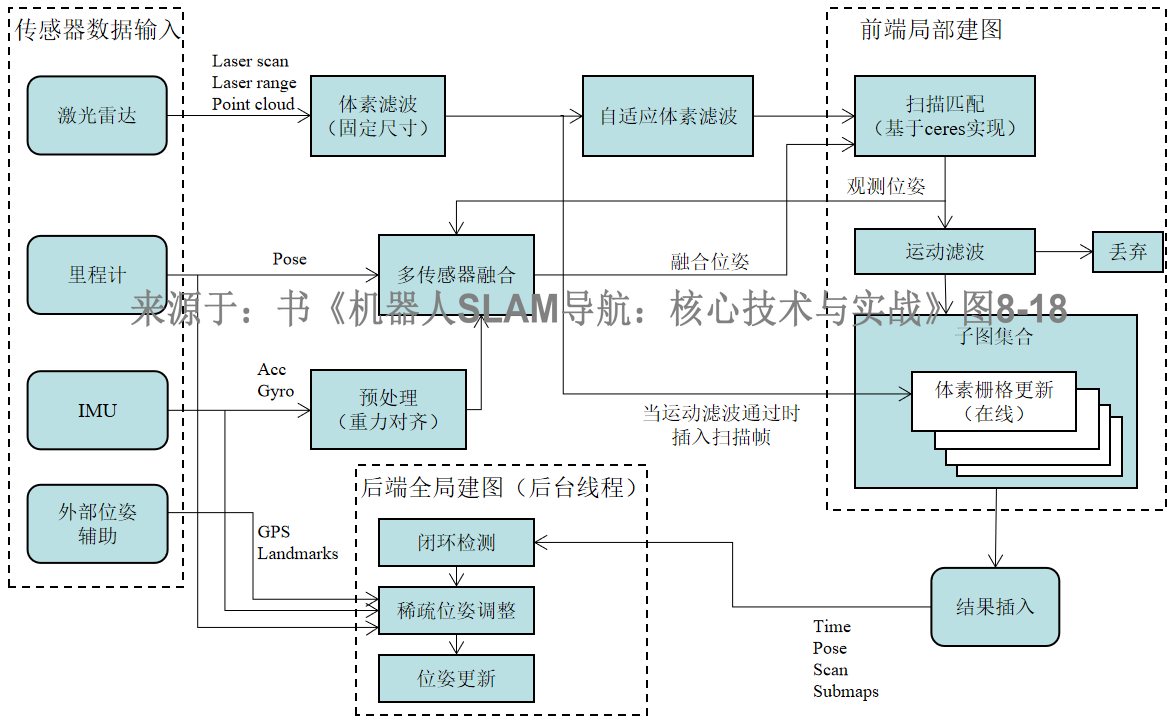 传感器数据输入
前端局部建图
Laser scan
Laser range
Point cloud
激光雷达
体素滤波
（固定尺寸）
自适应体素滤波
扫描匹配
（基于ceres实现）
观测位姿
里程计
Pose
多传感器融合
融合位姿
运动滤波
丢弃
来源于：书《机器人SLAM导航：核心技术与实战》图8-18
子图集合
IMU
Acc
Gyro
预处理
（重力对齐）
体素栅格更新
（在线）
当运动滤波通过时
插入扫描帧
后端全局建图（后台线程）
外部位姿
辅助
GPS
Landmarks
闭环检测
稀疏位姿调整
位姿更新
结果插入
Time
Pose
Scan
Submaps